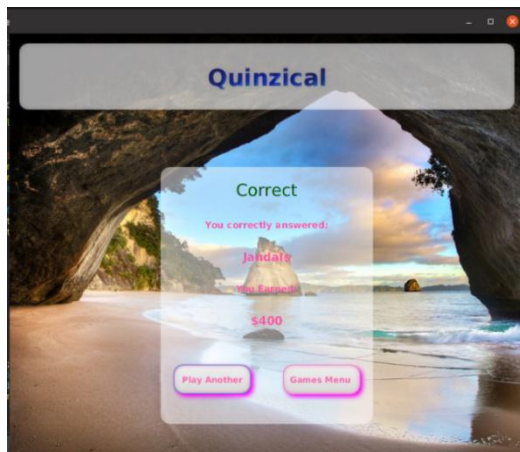 Quinzical
Correct
You correctly answered:
Jandals
You Earned:
$400
Play Another
Games Menu